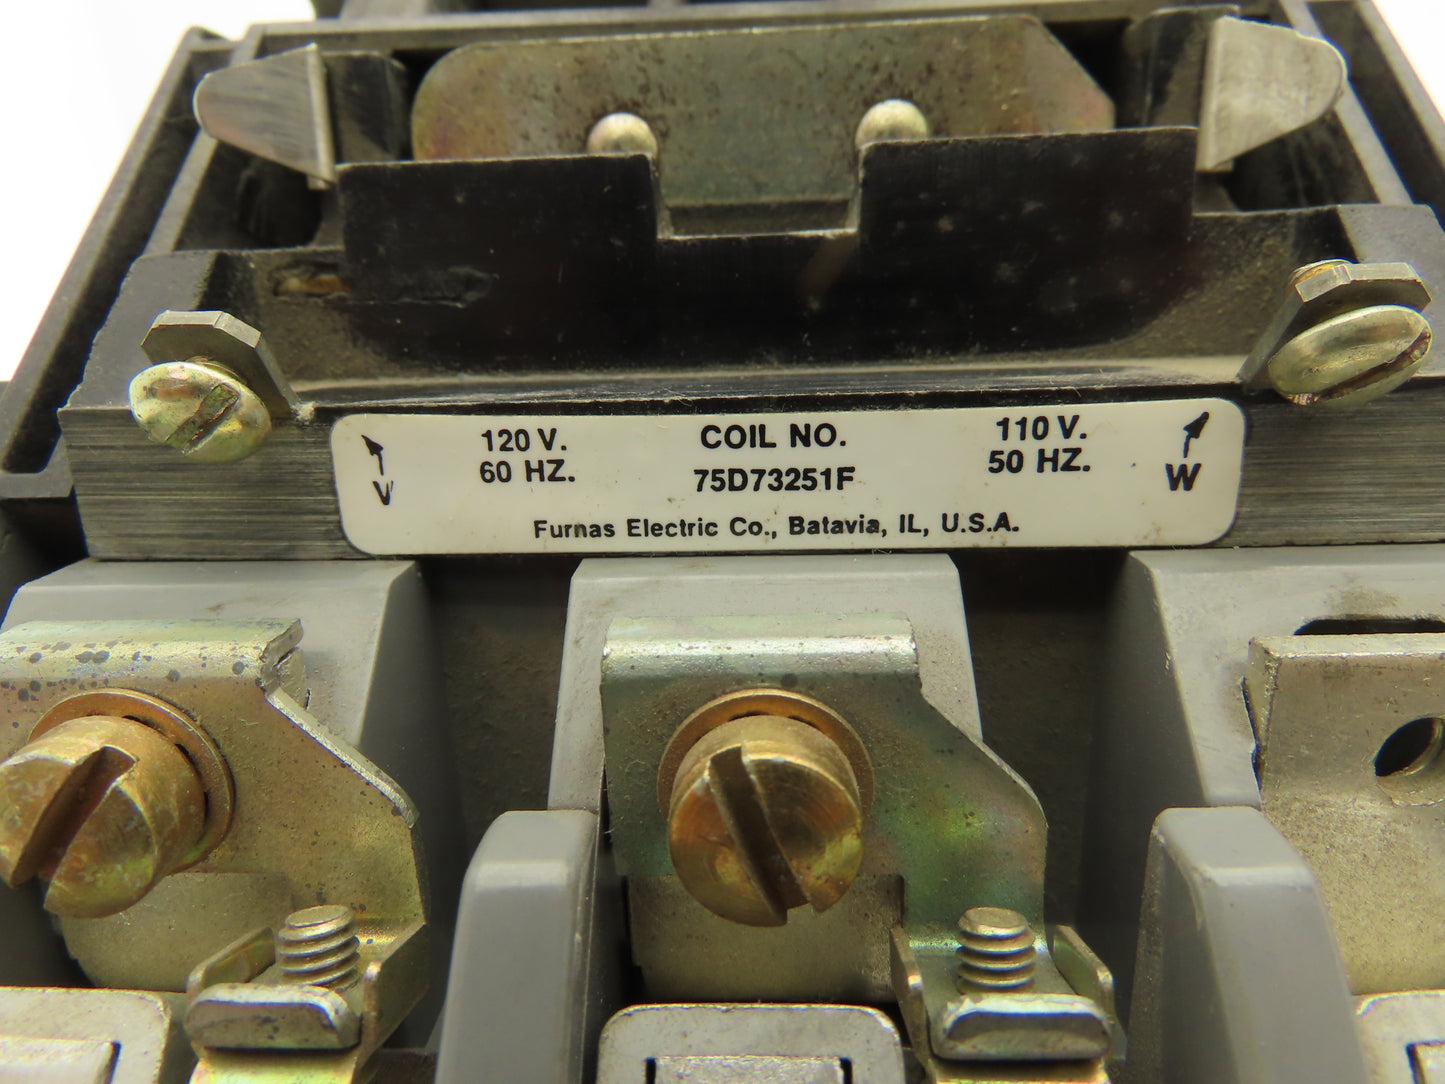 120 V. COIL NO. 110 V.
60 HZ. 75D73251F 50 HZ.
V W
Furnas Electric Co., Batavia, IL, U.S.A.